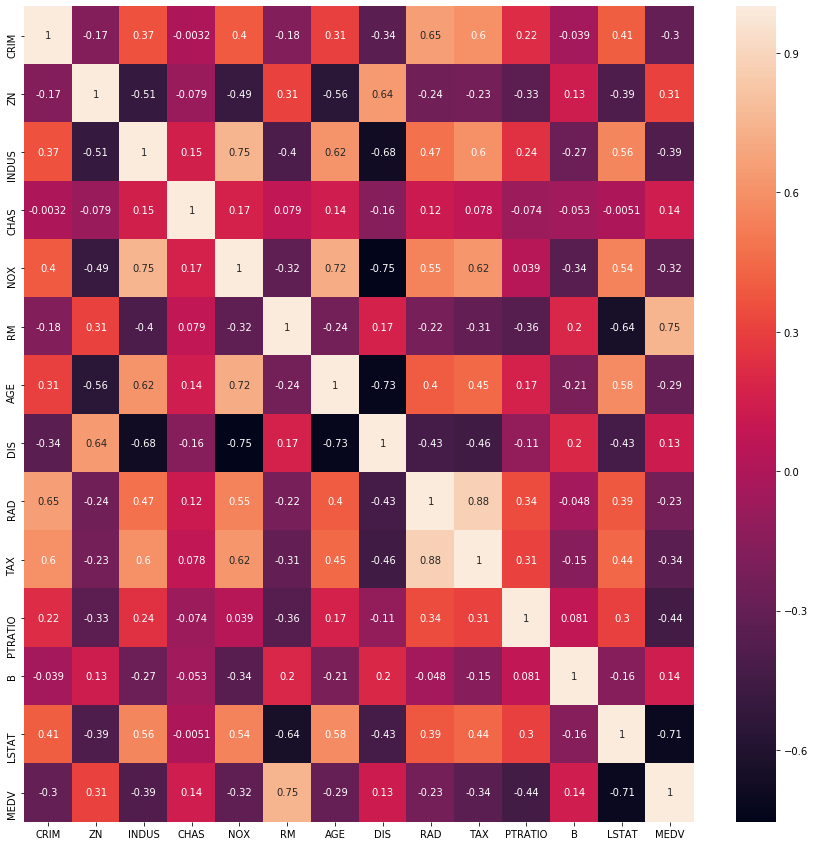 CRIM 1 -0.17 0.37 -0.0032 0.4 -0.18 0.31 -0.34 0.65 0.6 0.22 -0.039 0.41 -0.3
ZN -0.17 1 -0.51 -0.079 -0.49 0.31 -0.56 0.64 -0.24 -0.23 -0.33 0.13 -0.39 0.31
INDUS 0.37 -0.51 1 0.15 0.75 -0.4 0.62 -0.68 0.47 0.6 0.24 -0.27 0.56 -0.39
CHAS -0.0032 -0.079 0.15 1 0.17 0.079 0.14 -0.16 0.12 0.078 -0.074 -0.053 -0.0051 0.14
NOX 0.4 -0.49 0.75 0.17 1 -0.32 0.72 -0.75 0.55 0.62 0.039 -0.34 0.54 -0.32
RM -0.18 0.31 -0.4 0.079 -0.32 1 -0.24 0.17 -0.22 -0.31 -0.36 0.2 -0.64 0.75
AGE 0.31 -0.56 0.62 0.14 0.72 -0.24 1 -0.73 0.4 0.45 0.17 -0.21 0.58 -0.29
DIS -0.34 0.64 -0.68 -0.16 -0.75 0.17 -0.73 1 -0.43 -0.46 -0.11 0.2 -0.43 0.13
RAD 0.65 -0.24 0.47 0.12 0.55 -0.22 0.4 -0.43 1 0.88 0.34 -0.048 0.39 -0.23
TAX 0.6 -0.23 0.6 0.078 0.62 -0.31 0.45 -0.46 0.88 1 0.31 -0.15 0.44 -0.34
PTRATIO 0.22 -0.33 0.24 -0.074 0.039 -0.36 0.17 -0.11 0.34 0.31 1 0.081 0.3 -0.44
B -0.039 0.13 -0.27 -0.053 -0.34 0.2 -0.21 0.2 -0.048 -0.15 0.081 1 -0.16 0.14
LSTAT 0.41 -0.39 0.56 -0.0051 0.54 -0.64 0.58 -0.43 0.39 0.44 0.3 -0.16 1 -0.71
MEDV -0.3 0.31 -0.39 0.14 -0.32 0.75 -0.29 0.13 -0.23 -0.34 -0.44 0.14 -0.71 1
CRIM ZN INDUS CHAS NOX RM AGE DIS RAD TAX PTRATIO B LSTAT MEDV
0.9
0.6
0.3
0.0
−0.3
−0.6